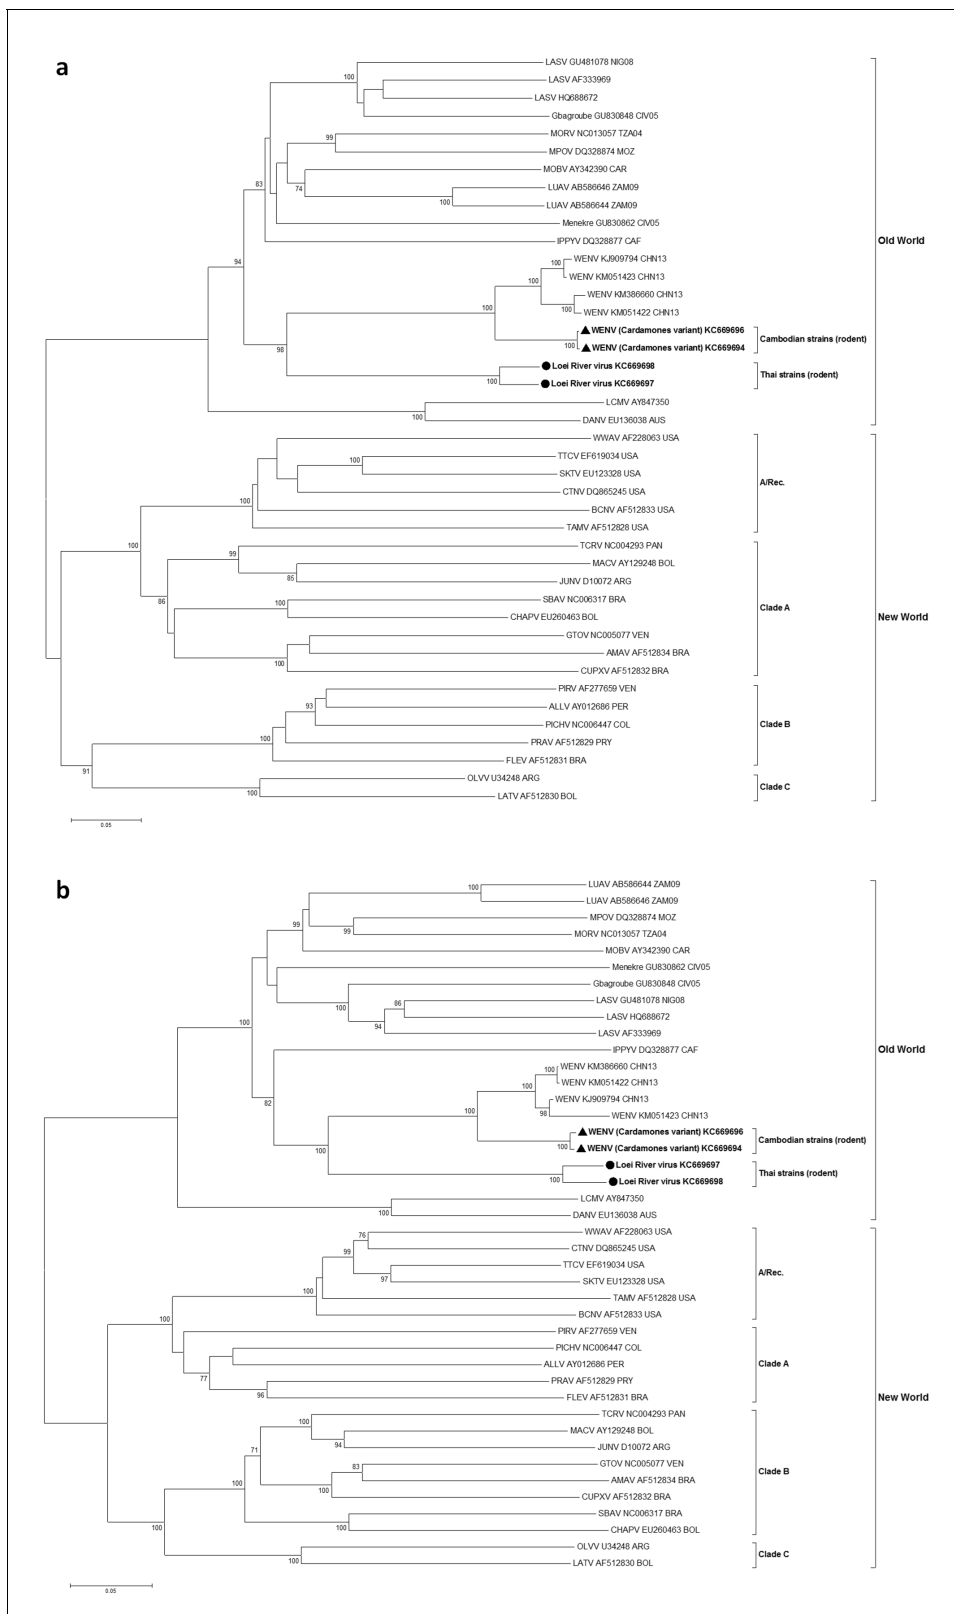 a
100
LASV GU481078 NIG08
LASV AF333969
LASV HQ688672
Gbagroube GU830848 CIV05
99
MORV NC013057 TZA04
MPOV DQ328874 MOZ
83
MOBV AY342390 CAR
74
LUAV AB586646 ZAM09
100
LUAV AB586644 ZAM09
Menekre GU830862 CIV05
IPPYV DQ328877 CAF
Old World
94
100
WENV KJ909794 CHN13
100
WENV KM051423 CHN13
WENV KM386660 CHN13
100
WENV KM051422 CHN13
100
WENV (Cardamones variant) KC669696
100
WENV (Cardamones variant) KC669694
Cambodian strains (rodent)
98
Loei River virus KC669698
100
Loei River virus KC669697
Thai strains (rodent)
LCMV AY847350
100
DANV EU136038 AUS
WWAV AF228063 USA
100
TTCV EF619034 USA
SKTV EU123328 USA
A/Rec.
CTNV DQ865245 USA
100
BCNV AF512833 USA
TAMV AF512828 USA
100
99
TCRV NC004293 PAN
MACV AY129248 BOL
85
JUNV D10072 ARG
86
100
SBAV NC006317 BRA
Clade A
CHAPV EU260463 BOL
New World
GTOV NC005077 VEN
AMAV AF512834 BRA
100
CUPXV AF512832 BRA
PIRV AF277659 VEN
93
ALLV AY012686 PER
PICHV NC006447 COL
Clade B
100
PRAV AF512829 PRY
FLEV AF512831 BRA
91
OLVV U34248 ARG
Clade C
100
LATV AF512830 BOL
0.05
b
100
LUAV AB586644 ZAM09
LUAV AB586646 ZAM09
99
MPOV DQ328874 MOZ
99
MORV NC013057 TZA04
MOBV AY342390 CAR
Menekre GU830862 CIV05
Gbagroube GU830848 CIV05
100
86
LASV GU481078 NIG08
LASV HQ688672
94
LASV AF333969
100
IPPYV DQ328877 CAF
Old World
100
WENV KM386660 CHN13
100
WENV KM051422 CHN13
WENV KJ909794 CHN13
98
WENV KM051423 CHN13
82
100
WENV (Cardamones variant) KC669696
100
WENV (Cardamones variant) KC669694
Cambodian strains (rodent)
100
Loei River virus KC669697
100
Loei River virus KC669698
Thai strains (rodent)
LCMV AY847350
100
DANV EU136038 AUS
76
WWAV AF228063 USA
99
CTNV DQ865245 USA
TTCV EF619034 USA
97
SKTV EU123328 USA
A/Rec.
100
TAMV AF512828 USA
BCNV AF512833 USA
100
PIRV AF277659 VEN
PICHV NC006447 COL
ALLV AY012686 PER
Clade A
77
PRAV AF512829 PRY
96
FLEV AF512831 BRA
New World
100
TCRV NC004293 PAN
MACV AY129248 BOL
94
JUNV D10072 ARG
71
83
GTOV NC005077 VEN
Clade B
AMAV AF512834 BRA
100
100
CUPXV AF512832 BRA
SBAV NC006317 BRA
100
CHAPV EU260463 BOL
100
OLVV U34248 ARG
Clade C
100
LATV AF512830 BOL
0.05